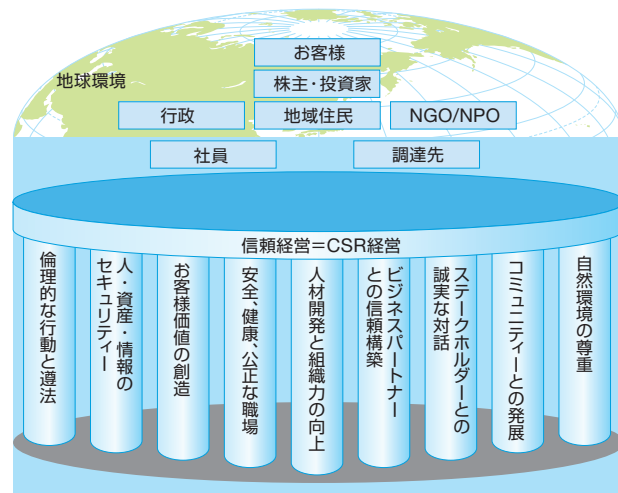 お客様
地球環境
株主・投資家
行政
地域住民
NGO/NPO
社員
調達先
信頼経営=CSR経営
倫理的な行動と遵法
人・資産・情報の
セキュリティー
お客様価値の創造
安全、健康、公正な職場
人材開発と組織力の向上
ビジネスパートナー
との信頼構築
ステークホルダーとの
誠実な対話
コミュニティーとの発展
自然環境の尊重